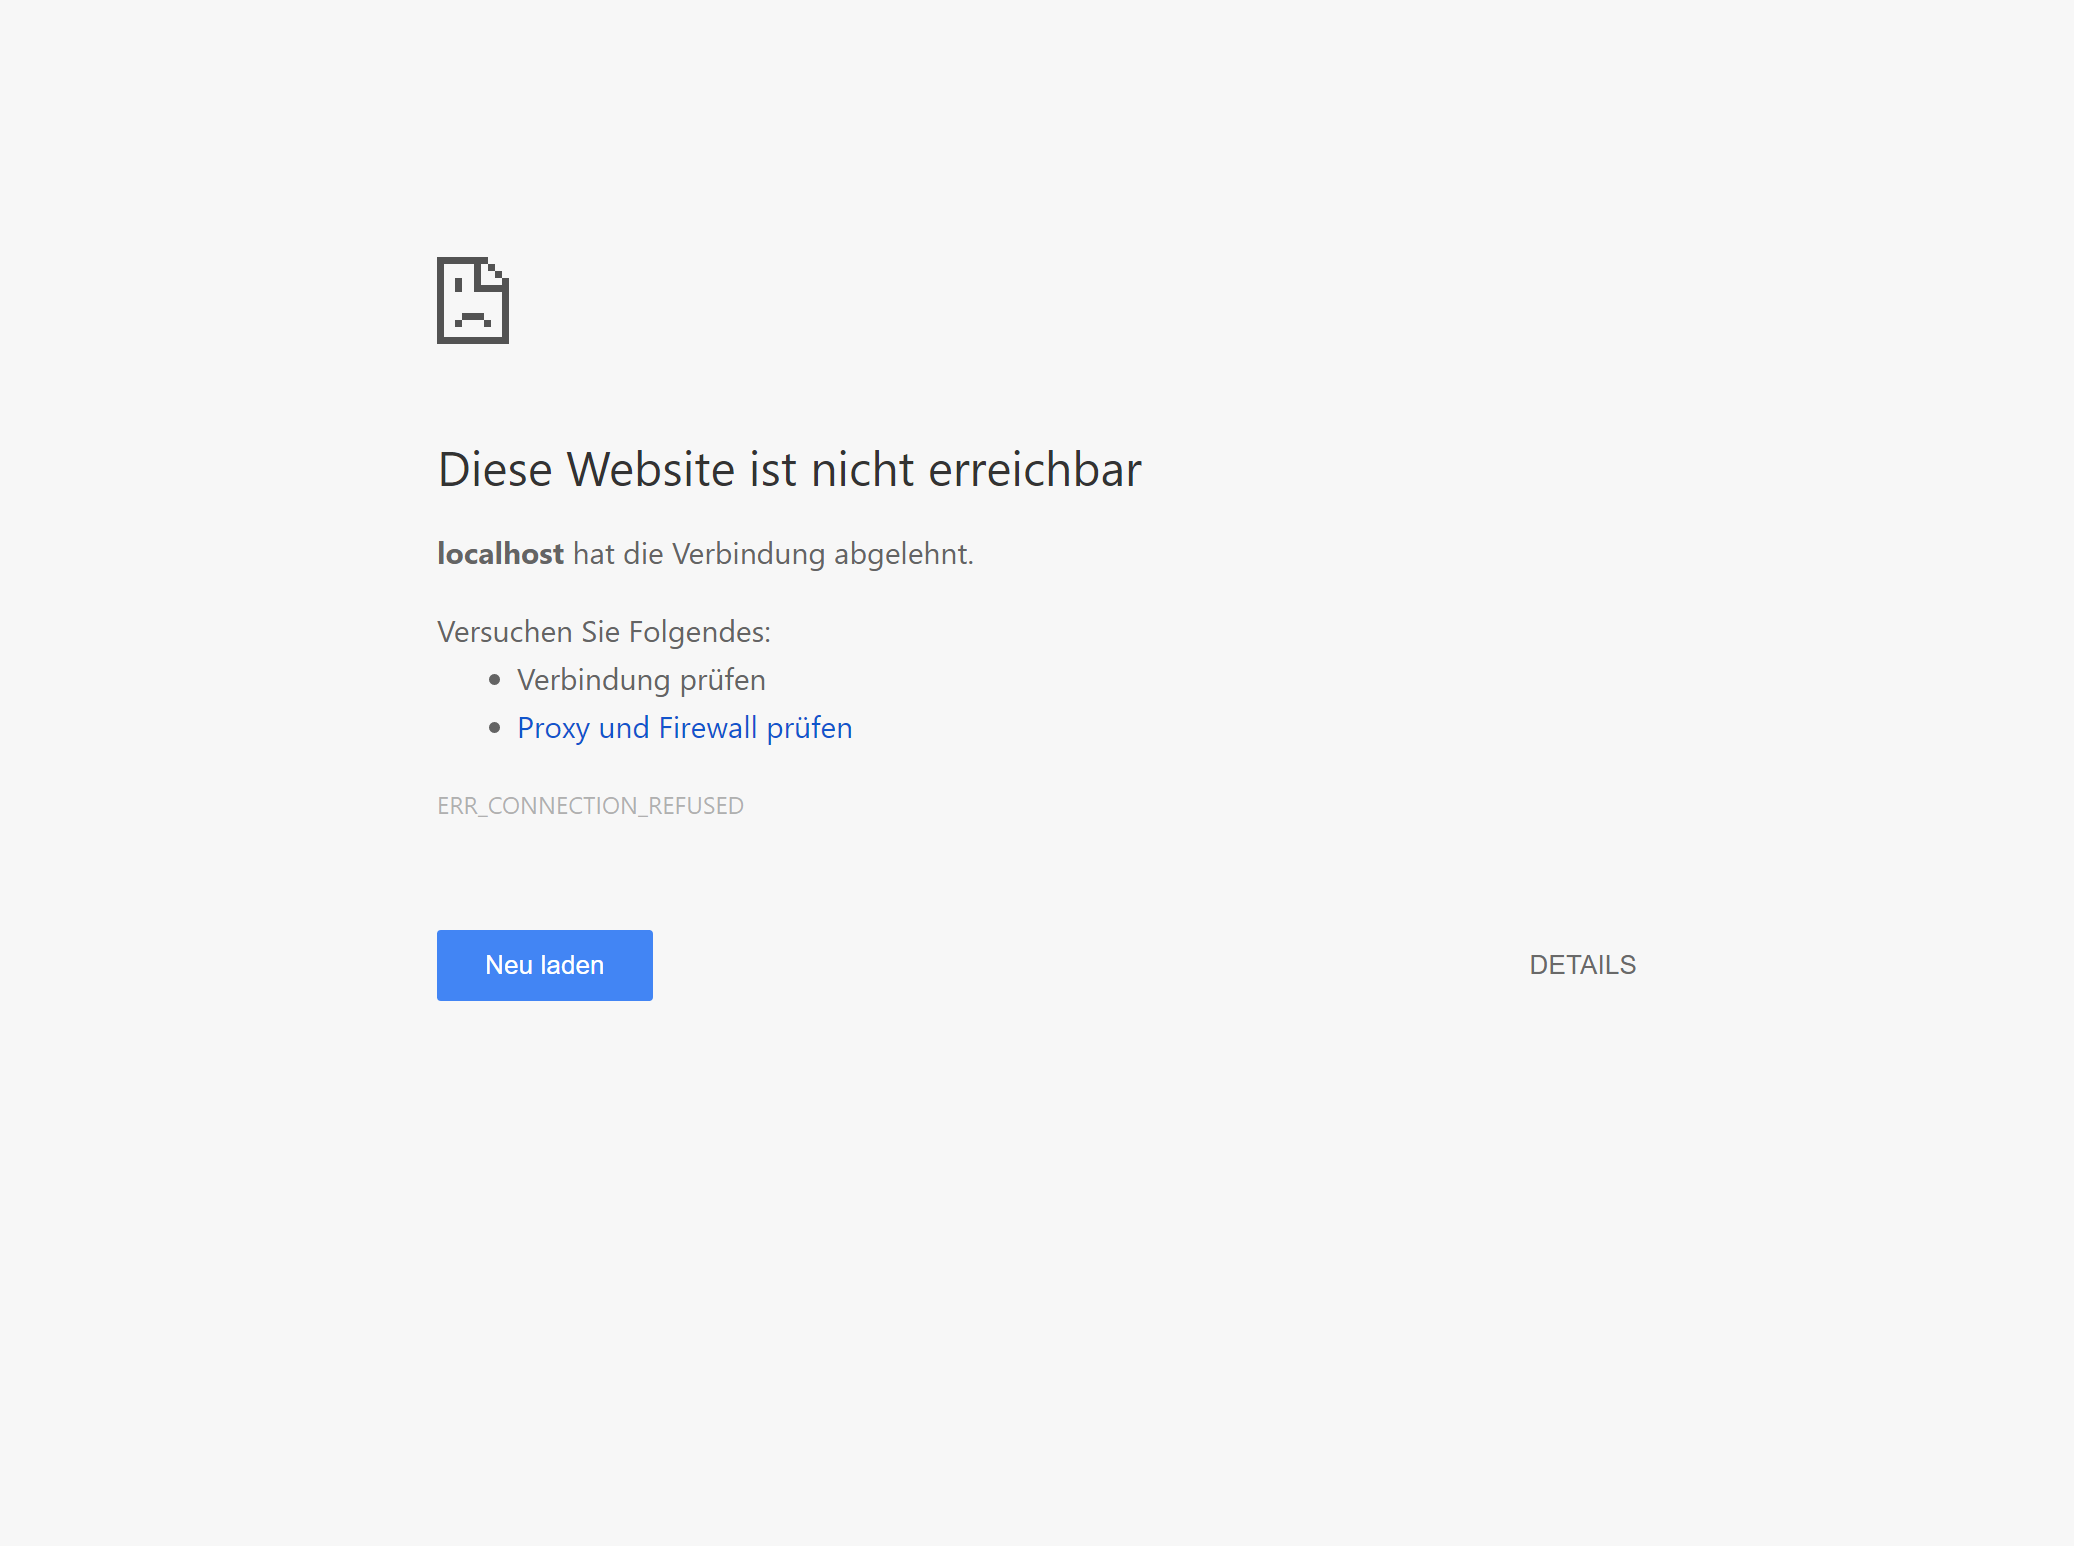 Diese Website ist nicht erreichbar
localhost hat die Verbindung abgelehnt.
Versuchen Sie Folgendes:
Verbindung prüfen
Proxy und Firewall prüfen
ERR_CONNECTION_REFUSED
Neu laden
DETAILS